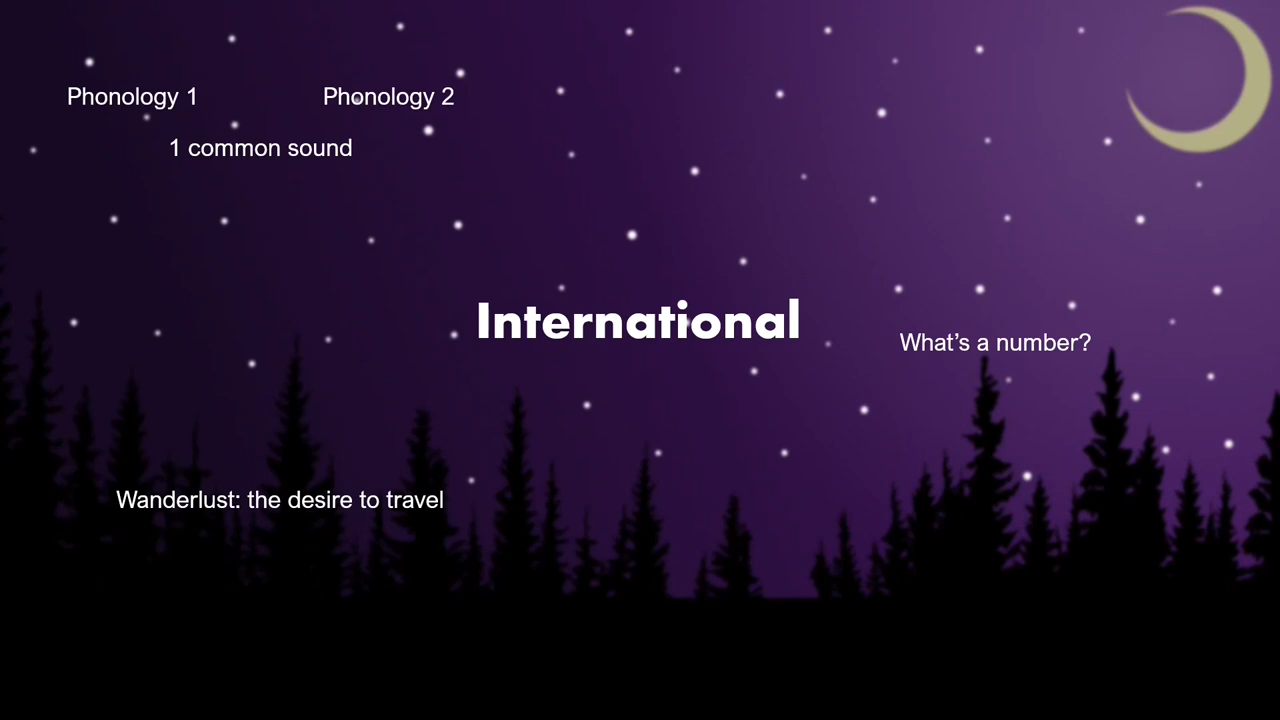 Phonology 1
Phonology 2
1 common sound
International
What’s a number?
Wanderlust: the desire to travel